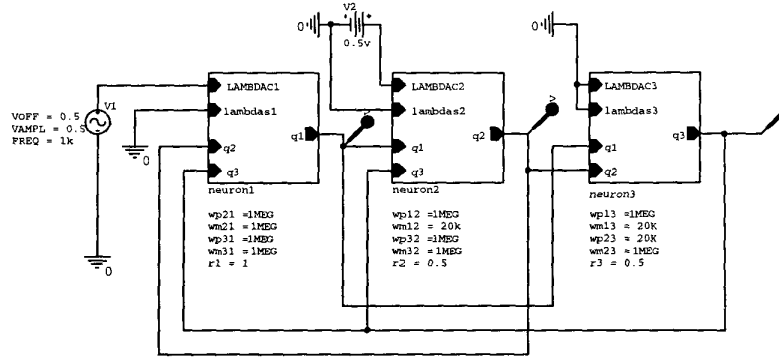 V2
0
0.5v
0
LAMBDAC1
lambdas1
q1
q2
q3
neuron1
LAMBDAC2
lambdas2
q1
q2
q3
neuron2
LAMBDAC3
lambdas3
q3
q1
q2
neuron3
V1
VOFF = 0.5
VAMPL = 0.5
FREQ = 1k
0
0
V
V
wp21 =1MEG
wm21 =1MEG
wp31 =1MEG
wm31 =1MEG
r1 = 1
wp12 =1MEG
wm12 = 20k
wp32 =1MEG
wm32 =1MEG
r2 = 0.5
wp13 =1MEG
wm13 = 20K
wp23 = 20K
wm23 =1MEG
r3 = 0.5